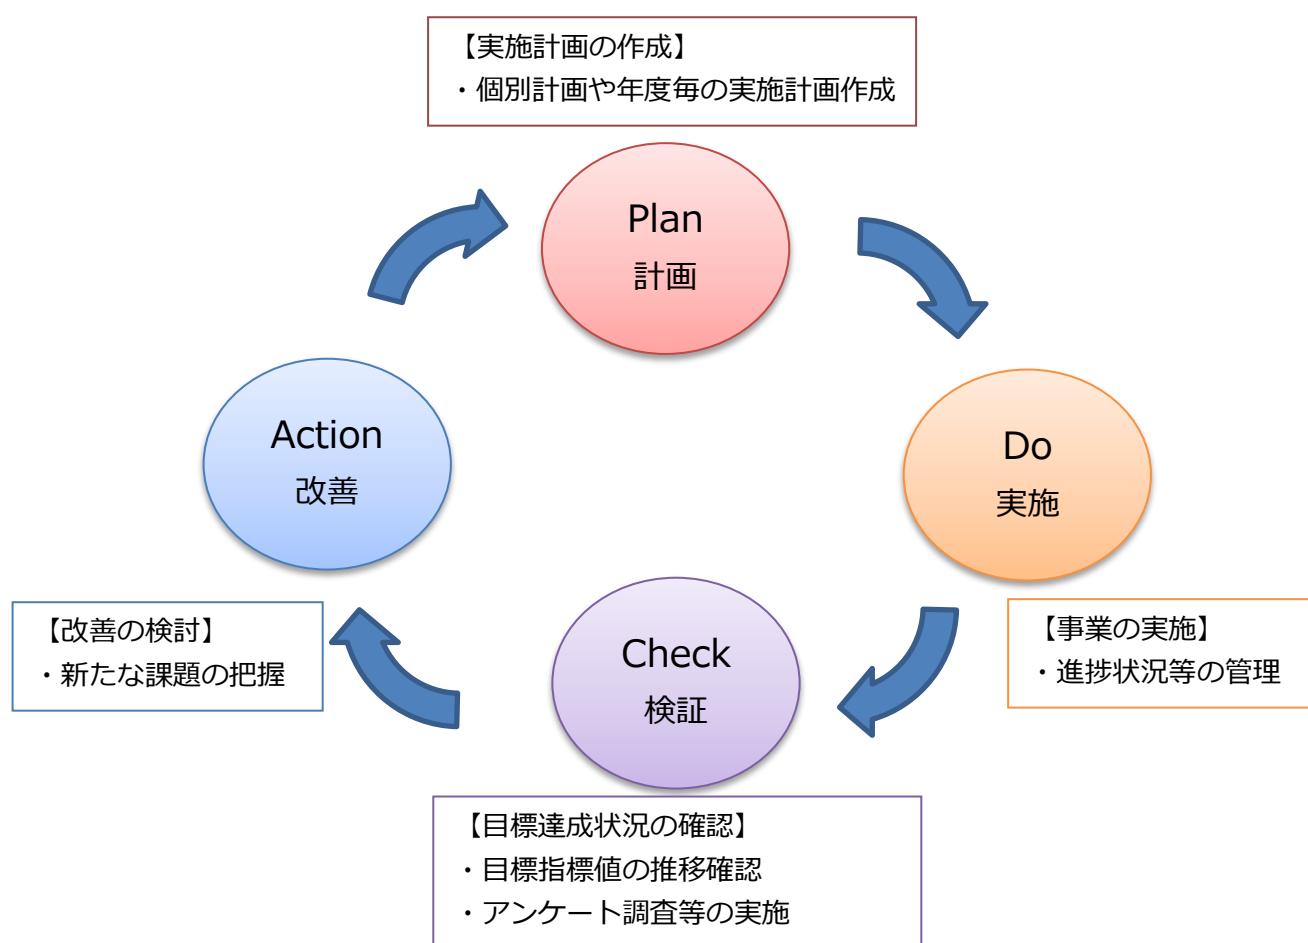 【実施計画の作成】
・個別計画や年度毎の実施計画作成
Plan
計画
Do
実施
【事業の実施】
・進捗状況等の管理
Check
検証
【目標達成状況の確認】
・目標指標値の推移確認
・アンケート調査等の実施
Action
改善
【改善の検討】
・新たな課題の把握